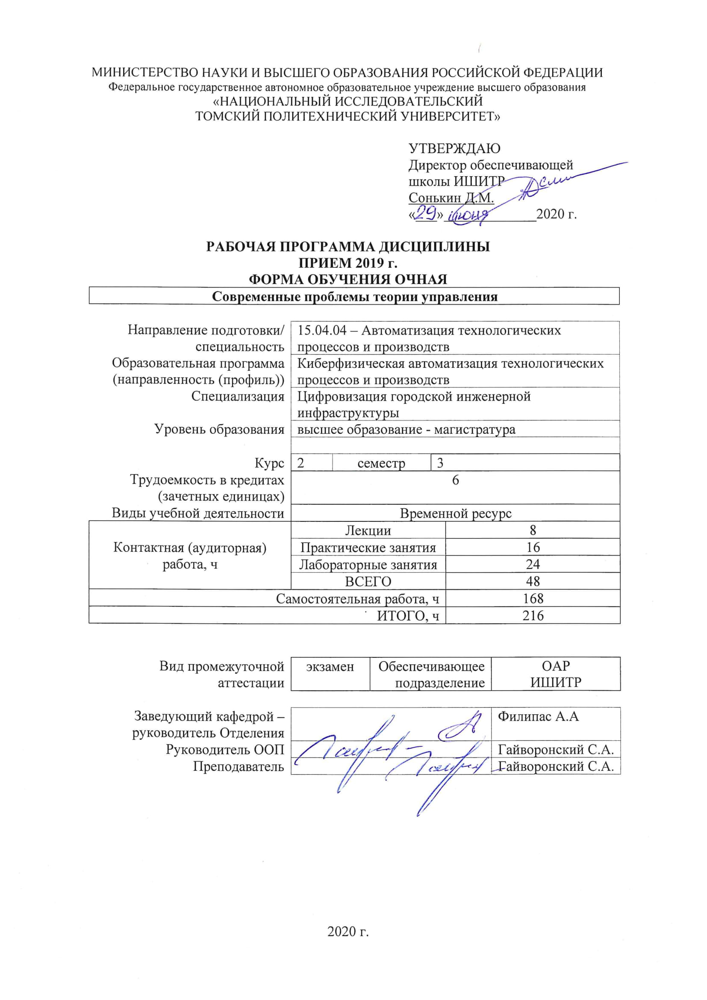 МИНИСТЕРСТВО НАУКИ И ВЫСШЕГО ОБРАЗОВАНИЯ РОССИЙСКОЙ ФЕДЕРАЦИИ
Федеральное государственное автономное образовательное учреждение высшего образования
«НАЦИОНАЛЬНЫЙ ИССЛЕДОВАТЕЛЬСКИЙ
ТОМСКИЙ ПОЛИТЕХНИЧЕСКИЙ УНИВЕРСИТЕТ»
УТВЕРЖДАЮ
Директор обеспечивающей
школы ИШИТР
Сонькин Д.М.
«29» июня 2020 г.
РАБОЧАЯ ПРОГРАММА ДИСЦИПЛИНЫ
ПРИЕМ 2019 г.
ФОРМА ОБУЧЕНИЯ ОЧНАЯ
Современные проблемы теории управления
Направление подготовки/ 15.04.04 – Автоматизация технологических
специальность процессов и производств
Образовательная программа Киберфизическая автоматизация технологических
(направленность (профиль)) процессов и производств
Специализация Цифровизация городской инженерной
инфраструктуры
Уровень образования высшее образование - магистратура
Курс 2 семестр 3
Трудоемкость в кредитах 6
(зачетных единицах)
Виды учебной деятельности Временной ресурс
Лекции 8
Контактная (аудиторная) Практические занятия 16
работа, ч Лабораторные занятия 24
ВСЕГО 48
Самостоятельная работа, ч 168
ИТОГО, ч 216
Вид промежуточной экзамен Обеспечивающее ОАР
аттестации подразделение ИШИТР
Заведующий кафедрой – Филипас А.А
руководитель Отделения
Руководитель ООП Гайворонский С.А.
Преподаватель Гайворонский С.А.
2020 г.